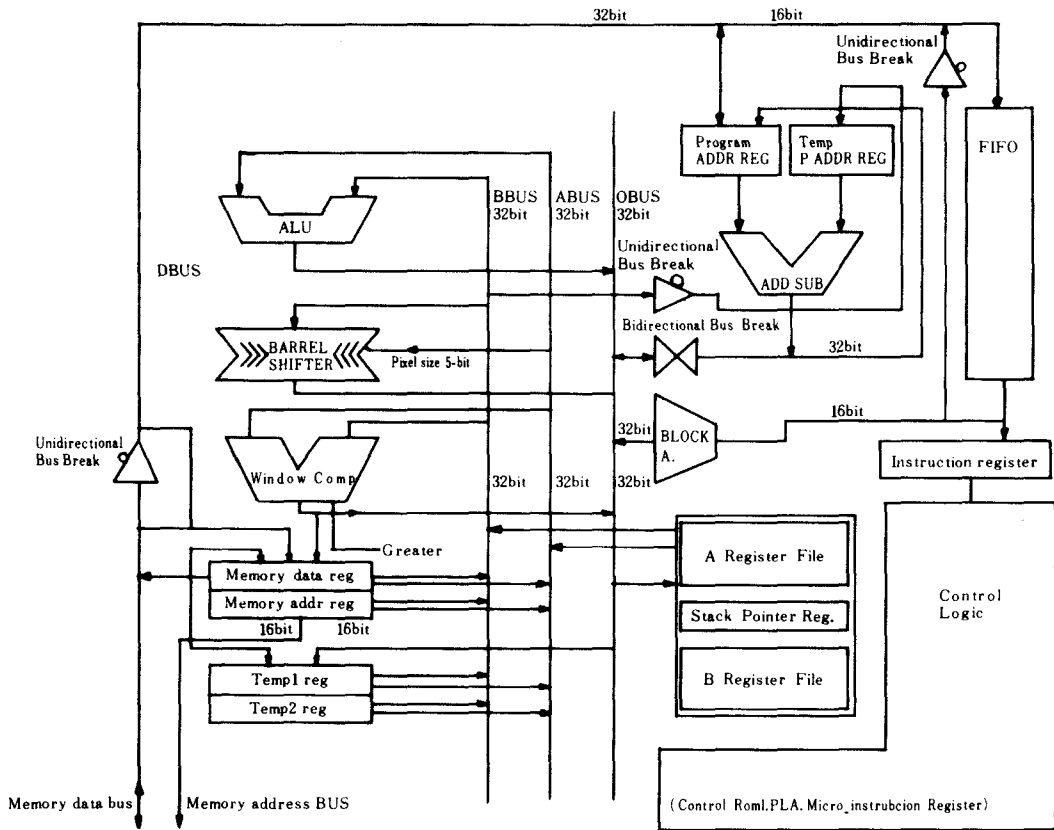 32bit
16bit
Unidirectional
Bus Break
Program
ADDR REG
Temp
P ADDR REG
FIFO
BBUS
32bit
ABUS
32bit
OBUS
32bit
ALU
Unidirectional
Bus Break
ADD SUB
DBUS
Bidirectional Bus Break
32bit
BARREL
SHIFTER
Pixel size 5-bit
16bit
32bit
BLOCK
A.
Unidirectional
Bus Break
Window Comp
32bit
32bit
32bit
Instruction register
Greater
A Register File
Memory data reg
Memory addr reg
16bit
16bit
Stack Pointer Reg.
Control
Logic
B Register File
Temp1 reg
Temp2 reg
Memory data bus
Memory address BUS
(Control Roml.PLA.Micro_instrubcion Register)